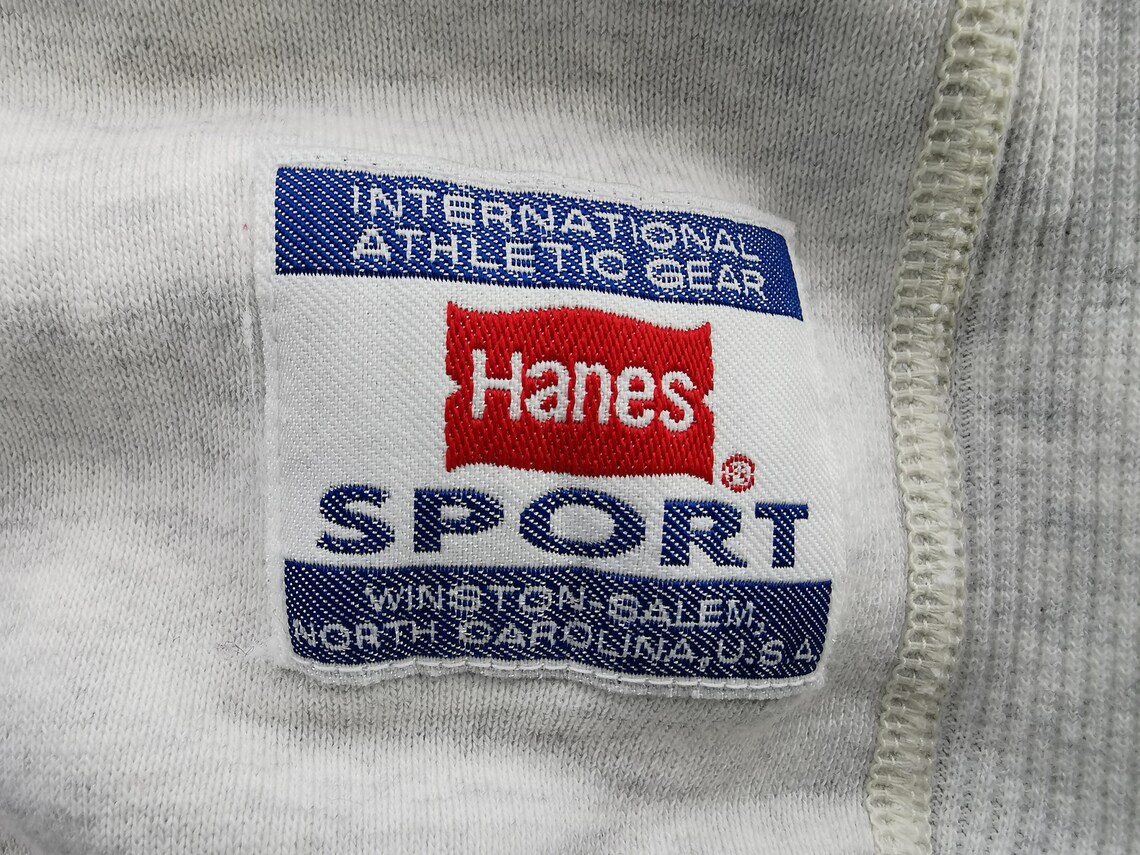 INTERNATIONAL
ATHLETIC GEAR
Hanes®
SPORT
WINSTON-SALEM,
NORTH CAROLINA, U.S.A.